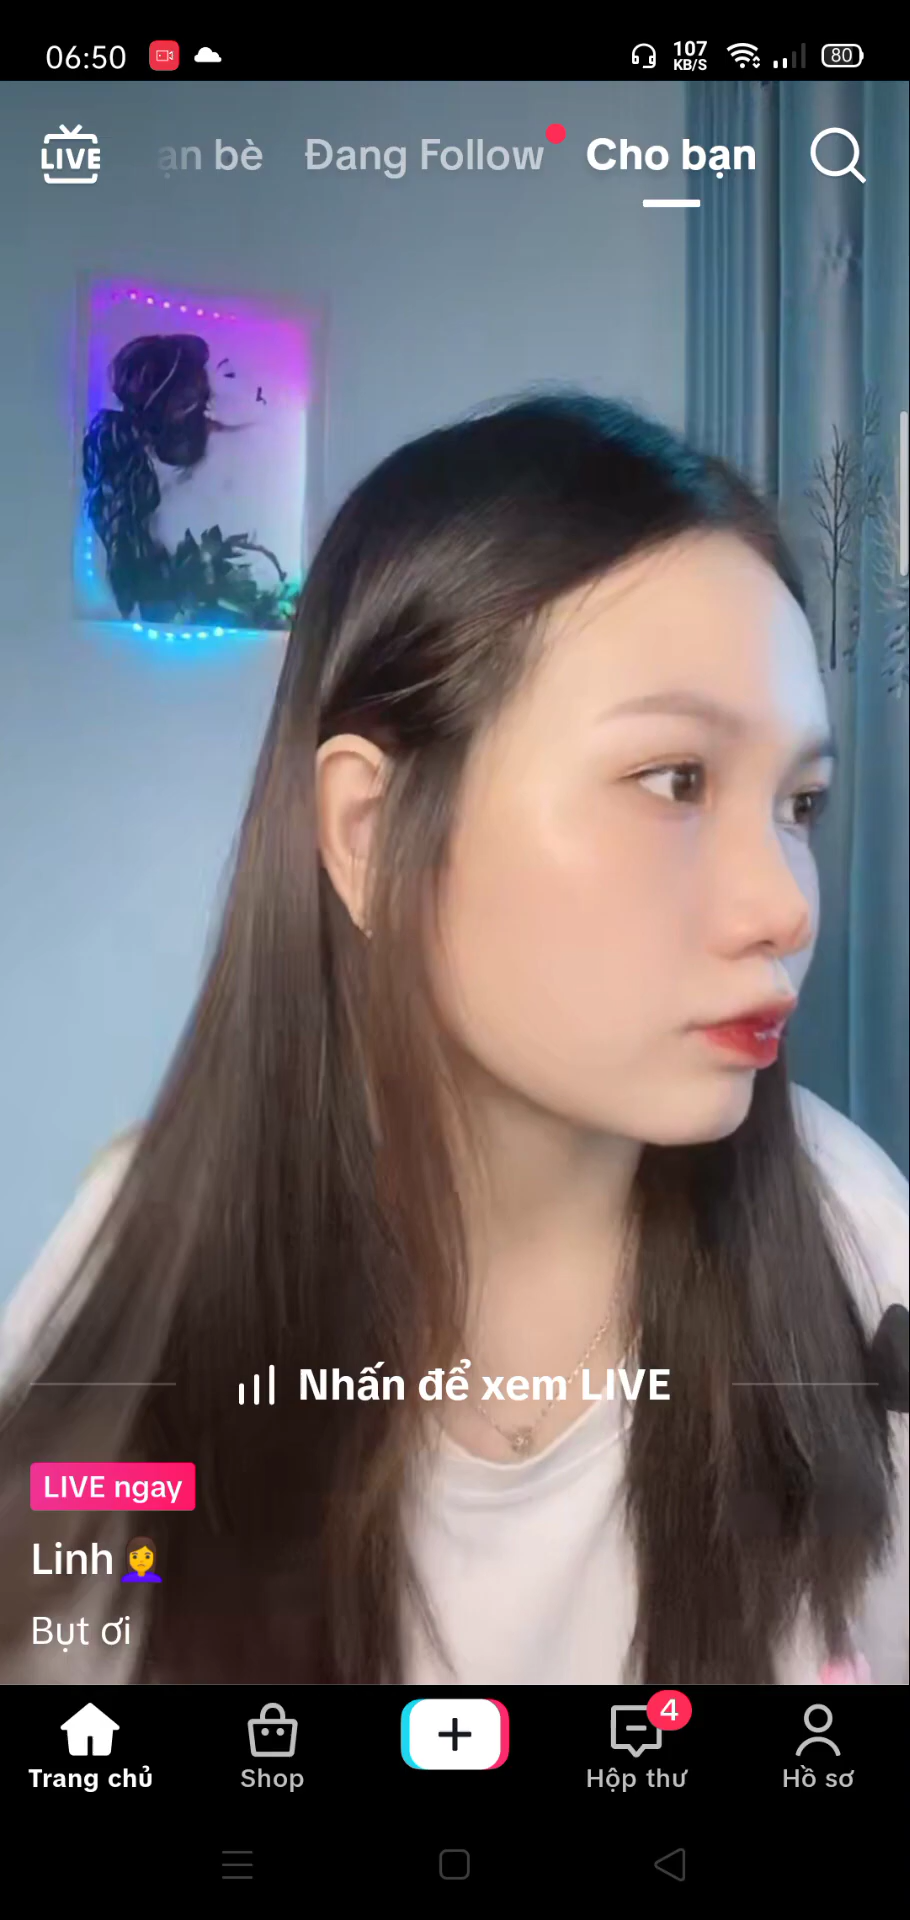 06:50
107
KB/S
80
LIVE
ạn bè
Đang Follow
Cho bạn
Nhấn để xem LIVE
LIVE ngay
Linh🙎‍♀️
Bụt ơi
4
Trang chủ
Shop
Hộp thư
Hồ sơ